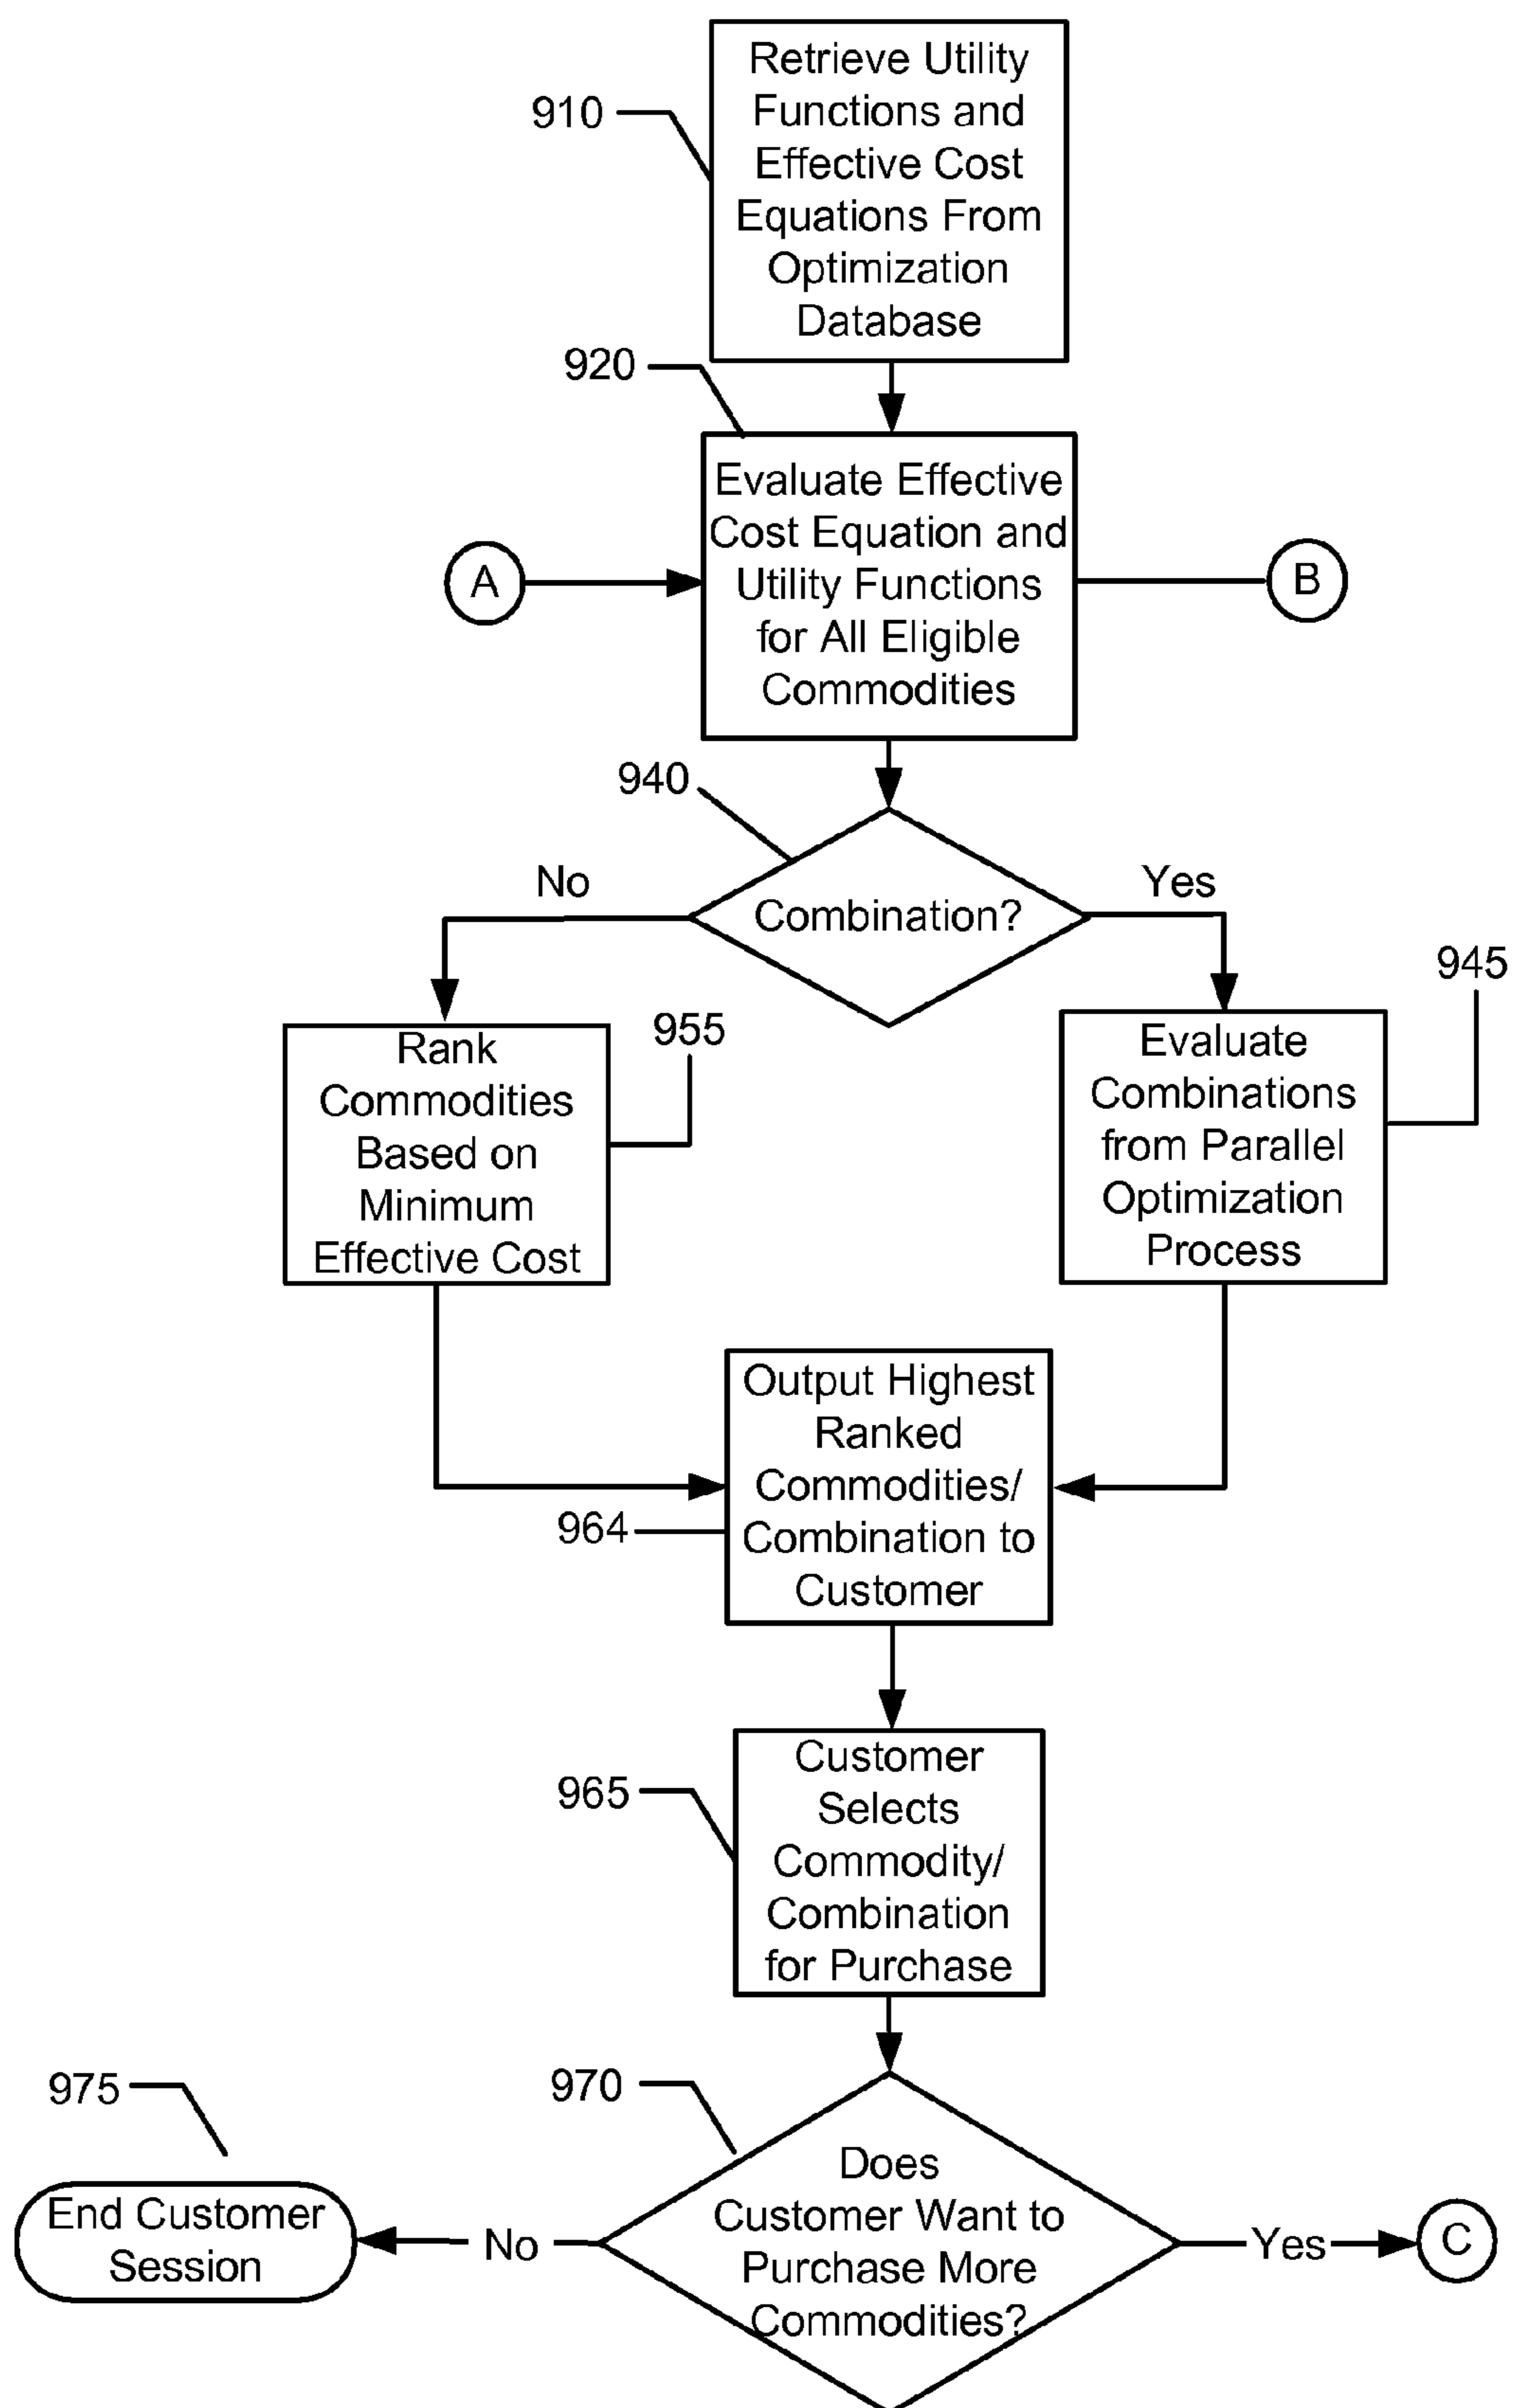 Retrieve Utility
Functions and
Effective Cost
Equations From
Optimization
Database
910
920
Evaluate Effective
Cost Equation and
Utility Functions
for All Eligible
Commodities
A
B
940
No
Combination?
Yes
945
955
Rank
Commodities
Based on
Minimum
Effective Cost
Evaluate
Combinations
from Parallel
Optimization
Process
Output Highest
Ranked
Commodities/
Combination to
Customer
964
Customer
Selects
Commodity/
Combination
for Purchase
965
975
970
End Customer
Session
No
Does
Customer Want to
Purchase More
Commodities?
Yes
C